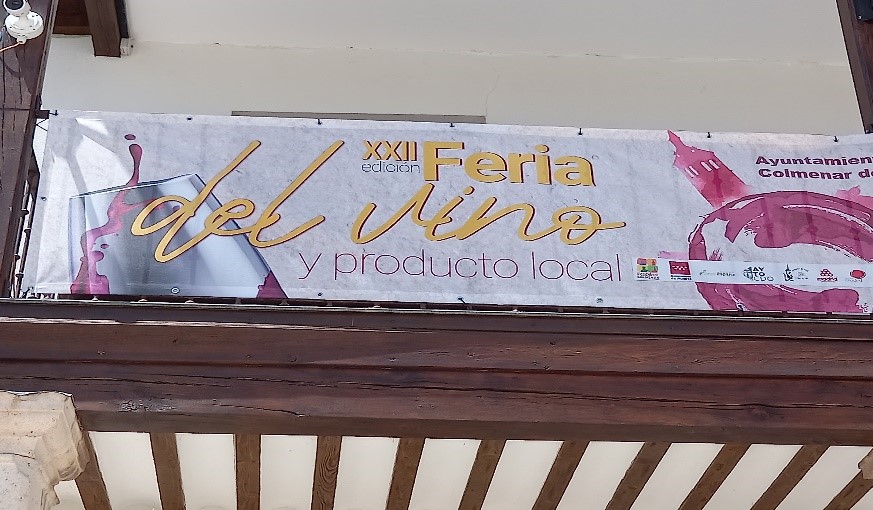 XXII
edición
Feria
del vino
y producto local
Ayuntamien
Colmenar de